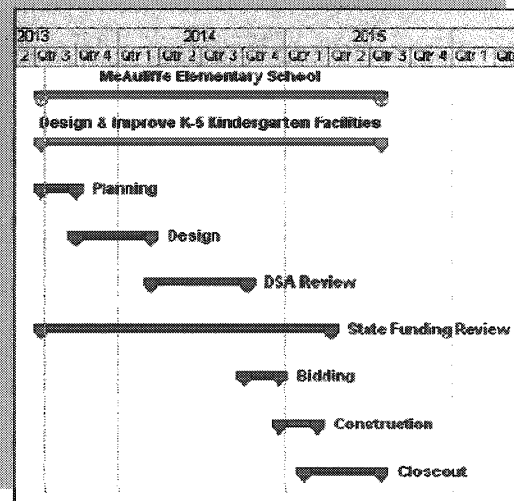 2013 2014 2015
2 Qtr 3 Qtr 4 Qtr 1 Qtr 2 Qtr 3 Qtr 4 Qtr 1 Qtr 2 Qtr 3 Qtr 4 Qtr 1 Qtr
McAuliffe Elementary School
Design & Improve K-5 Kindergarten Facilities
Planning
Design
DSA Review
State Funding Review
Bidding
Construction
Closeout